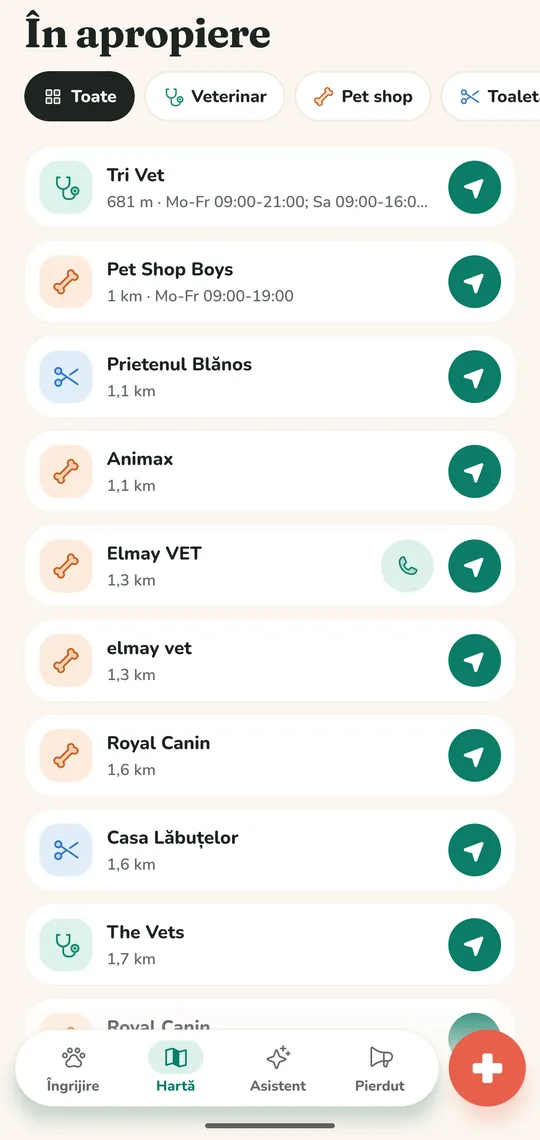 În apropiere
Toate
Veterinar
Pet shop
Toalet
Tri Vet
681 m · Mo-Fr 09:00-21:00; Sa 09:00-16:0...
Pet Shop Boys
1 km · Mo-Fr 09:00-19:00
Prietenul Blănos
1,1 km
Animax
1,1 km
Elmay VET
1,3 km
elmay vet
1,3 km
Royal Canin
1,6 km
Casa Lăbuțelor
1,6 km
The Vets
1,7 km
Royal Canin
Îngrijire
Hartă
Asistent
Pierdut